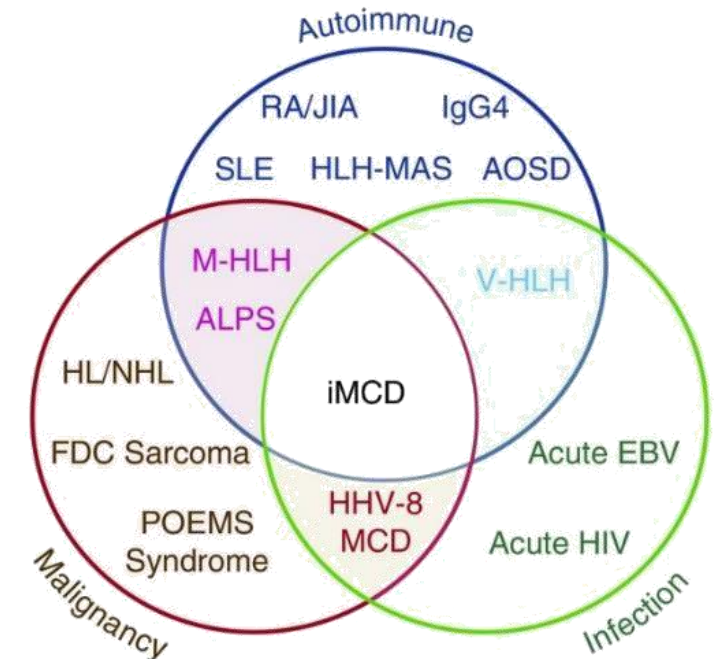 Autoimmune
RA/JIA IgG4
SLE HLH-MAS AOSD
M-HLH
V-HLH
ALPS
HL/NHL
iMCD
FDC Sarcoma
Acute EBV
HHV-8
MCD
POEMS
Syndrome
Acute HIV
Malignancy
Infection